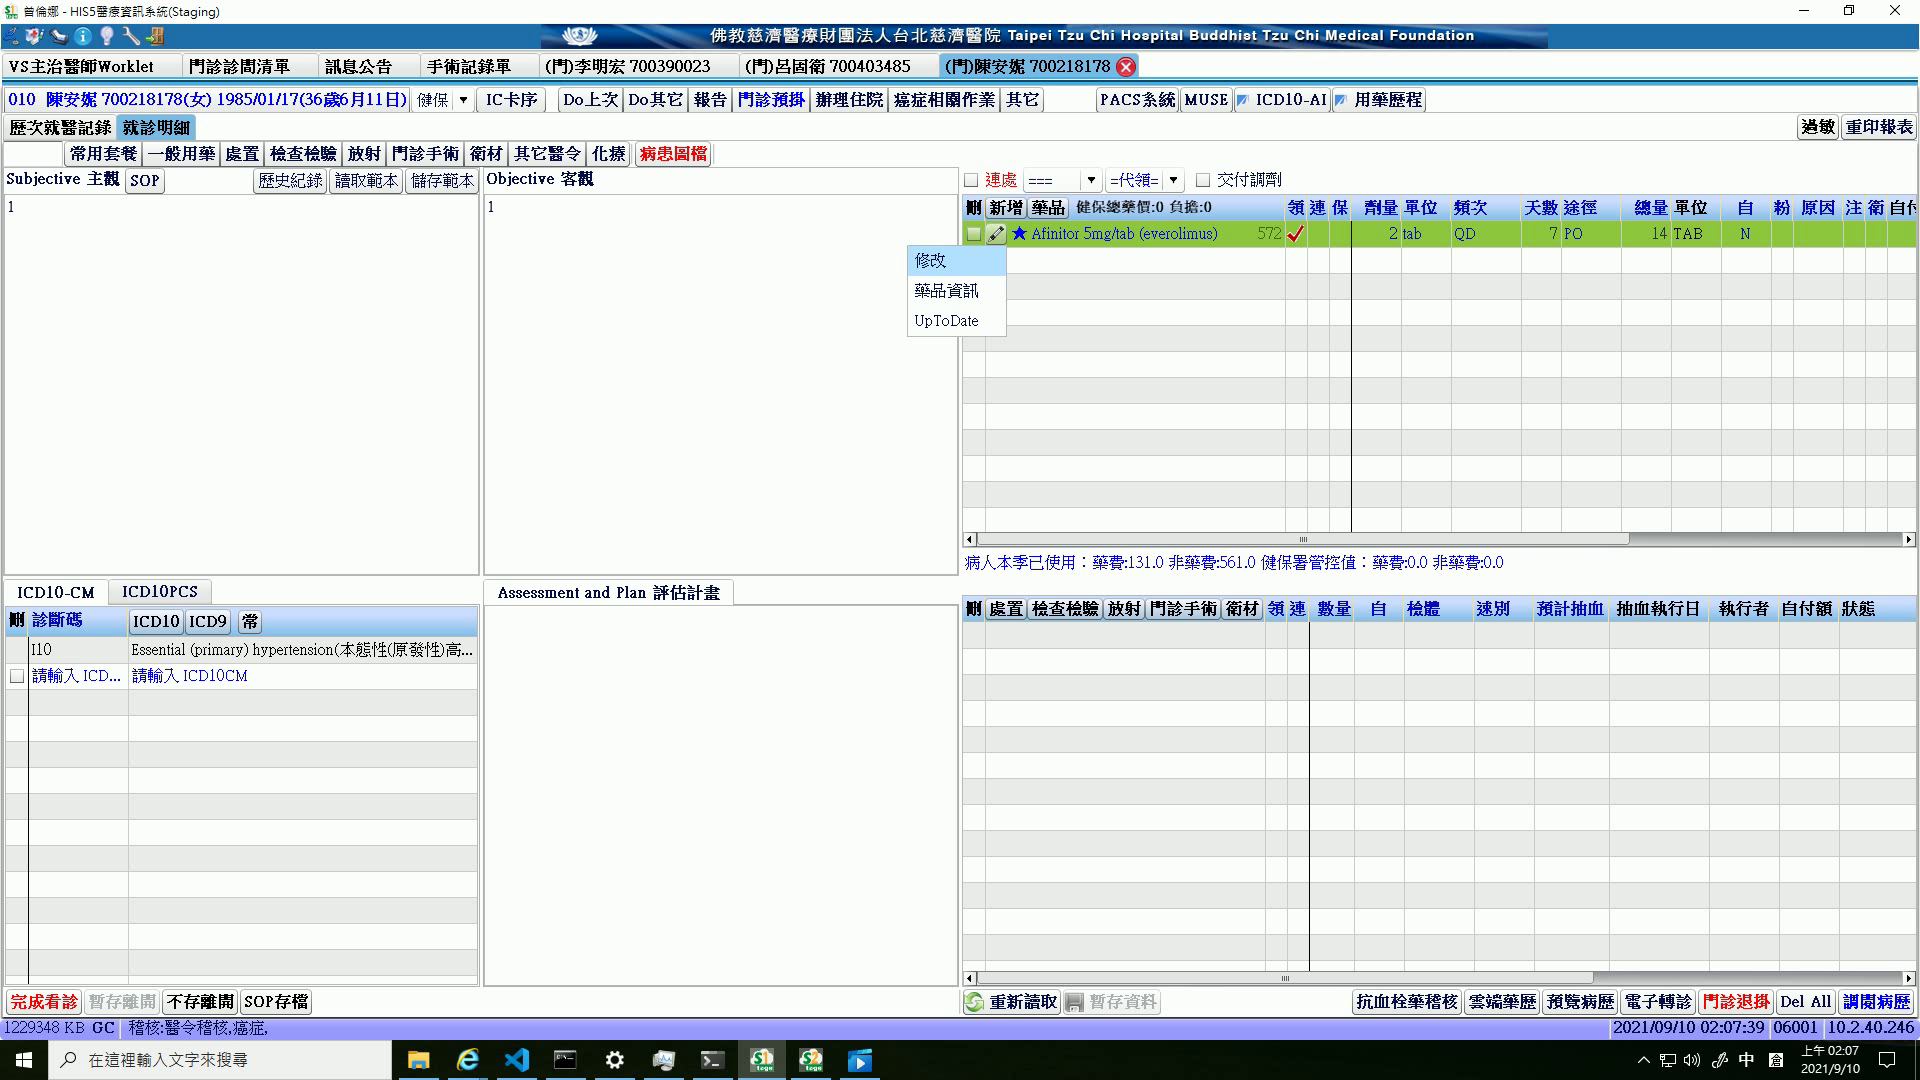 曾倫娜 - HIS5醫療資訊系統(Staging)
佛教慈濟醫療財團法人台北慈濟醫院 Taipei Tzu Chi Hospital Buddhist Tzu Chi Medical Foundation
VS主治醫師Worklet 門診診間清單 訊息公告 手術記錄單 (門)李明宏 700390023 (門)呂固衛 700403485 (門)陳安妮 700218178
010 陳安妮 700218178(女) 1985/01/17(36歲6月11日) 健保 IC卡序 Do上次 Do其它 報告 門診預掛 辦理住院 癌症相關作業 其它 PACS系統 MUSE ICD10-AI 用藥歷程
歷次就醫記錄 就診明細 過敏 重印報表
常用套餐 一般用藥 處置 檢查檢驗 放射 門診手術 衛材 其它醫令 化療 病患圖檔
Subjective 主觀 SOP 歷史紀錄 讀取範本 儲存範本 Objective 客觀 連處 === =代領= 交付調劑
1 1
刪 新增 藥品 健保總藥價:0 負擔:0 領 連 保 劑量 單位 頻次 天數 途徑 總量 單位 自 粉 原因 注 衛 自付
Afinitor 5mg/tab (everolimus) 572 2 tab QD 7 PO 14 TAB N
修改
藥品資訊
UpToDate
病人本季已使用：藥費:131.0 非藥費:561.0 健保署管控值：藥費:0.0 非藥費:0.0
ICD10-CM ICD10PCS Assessment and Plan 評估計畫
刪 診斷碼 ICD10 ICD9 常
刪 處置 檢查檢驗 放射 門診手術 衛材 領 連 數量 自 檢體 速別 預計抽血 抽血執行日 執行者 自付額 狀態
I10 Essential (primary) hypertension(本態性(原發性)高...
請輸入 ICD... 請輸入 ICD10CM
完成看診 暫存離開 不存離開 SOP存檔 重新讀取 暫存資料 抗血栓藥稽核 雲端藥歷 預覽病歷 電子轉診 門診退掛 Del All 調閱病歷
1229348 KB GC 稽核:醫令稽核,癌症, 2021/09/10 02:07:39 06001 10.2.40.246
在這裡輸入文字來搜尋 中 上午 02:07
2021/9/10